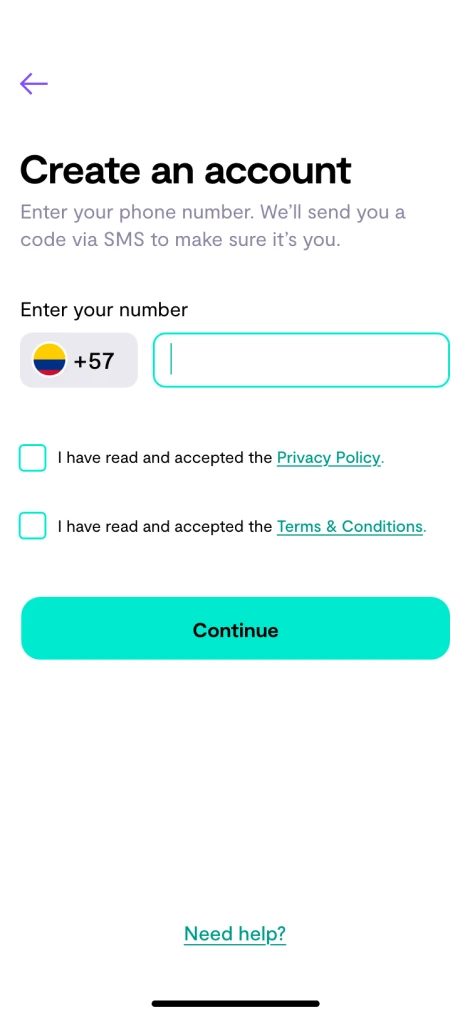 Create an account
Enter your phone number. We’ll send you a
code via SMS to make sure it’s you.
Enter your number
+57
I have read and accepted the Privacy Policy.
I have read and accepted the Terms & Conditions.
Continue
Need help?